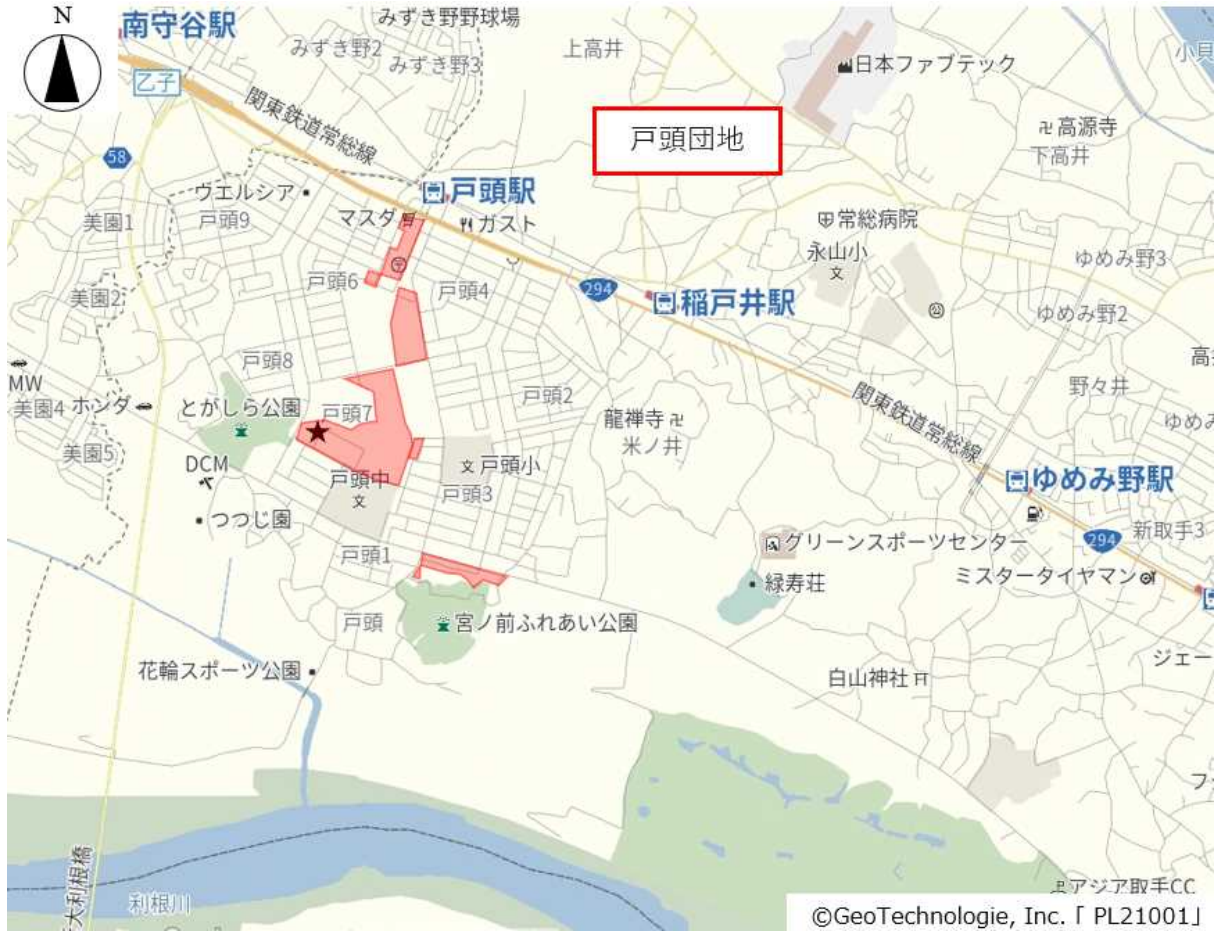 N
南守谷駅
みずき野野球場
みずき野2
みずき野3
上高井
小貝
乙子
日本ファブテック
関東鉄道常総線
戸頭団地
高源寺
下高井
58
ウエルシア
戸頭駅
美園1
戸頭9
マスダ
ガスト
常総病院
永山小
文
ゆめみ野3
戸頭6
戸頭4
294
稲戸井駅
美園2
ゆめみ野2
戸頭8
MW
美園4
ホンダ
とがしら公園
戸頭7
戸頭2
龍禅寺
米ノ井
関東鉄道常総線
野々井
美園5
DCM
戸頭中
文
文
戸頭小
戸頭3
ゆめみ野駅
つつじ園
グリーンスポーツセンター
294
新取手3
戸頭1
ミスタータイヤマン
緑寿荘
戸頭
宮ノ前ふれあい公園
花輪スポーツ公園
白山神社
ジェー
フ
大利根橋
利根川
アジア取手CC
©GeoTechnologie, Inc.「 PL21001」